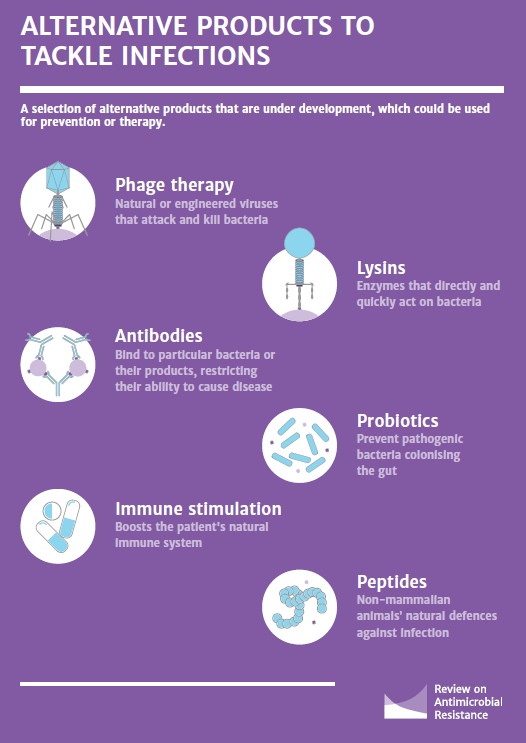 ALTERNATIVE PRODUCTS TO
TACKLE INFECTIONS
A selection of alternative products that are under development, which could be used
for prevention or therapy.
Phage therapy
Natural or engineered viruses
that attack and kill bacteria
Lysins
Enzymes that directly and
quickly act on bacteria
Antibodies
Bind to particular bacteria or
their products, restricting
their ability to cause disease
Probiotics
Prevent pathogenic
bacteria colonising
the gut
Immune stimulation
Boosts the patient's natural
immune system
Peptides
Non-mammalian
animals' natural defences
against infection
Review on
Antimicrobial
Resistance